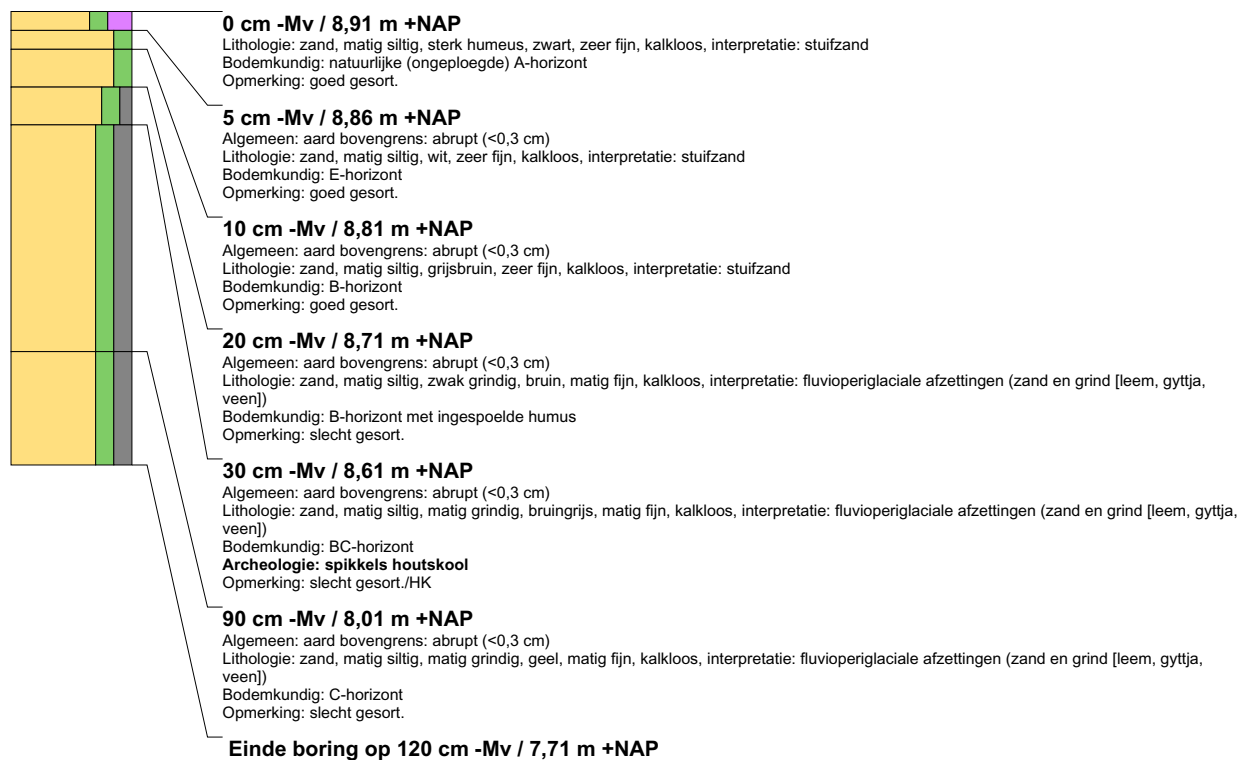 0 cm -Mv / 8,91 m +NAP
Lithologie: zand, matig siltig, sterk humeus, zwart, zeer fijn, kalkloos, interpretatie: stuifzand
Bodemkundig: natuurlijke (ongeploegde) A-horizont
Opmerking: goed gesort.
5 cm -Mv / 8,86 m +NAP
Algemeen: aard bovengrens: abrupt (<0,3 cm)
Lithologie: zand, matig siltig, wit, zeer fijn, kalkloos, interpretatie: stuifzand
Bodemkundig: E-horizont
Opmerking: goed gesort.
10 cm -Mv / 8,81 m +NAP
Algemeen: aard bovengrens: abrupt (<0,3 cm)
Lithologie: zand, matig siltig, grijsbruin, zeer fijn, kalkloos, interpretatie: stuifzand
Bodemkundig: B-horizont
Opmerking: goed gesort.
20 cm -Mv / 8,71 m +NAP
Algemeen: aard bovengrens: abrupt (<0,3 cm)
Lithologie: zand, matig siltig, zwak grindig, bruin, matig fijn, kalkloos, interpretatie: fluvioperiglaciale afzettingen (zand en grind [leem, gyttja,
veen])
Bodemkundig: B-horizont met ingespoelde humus
Opmerking: slecht gesort.
30 cm -Mv / 8,61 m +NAP
Algemeen: aard bovengrens: abrupt (<0,3 cm)
Lithologie: zand, matig siltig, matig grindig, bruingrijs, matig fijn, kalkloos, interpretatie: fluvioperiglaciale afzettingen (zand en grind [leem, gyttja,
veen])
Bodemkundig: BC-horizont
Archeologie: spikkels houtskool
Opmerking: slecht gesort./HK
90 cm -Mv / 8,01 m +NAP
Algemeen: aard bovengrens: abrupt (<0,3 cm)
Lithologie: zand, matig siltig, matig grindig, geel, matig fijn, kalkloos, interpretatie: fluvioperiglaciale afzettingen (zand en grind [leem, gyttja,
veen])
Bodemkundig: C-horizont
Opmerking: slecht gesort.
Einde boring op 120 cm -Mv / 7,71 m +NAP